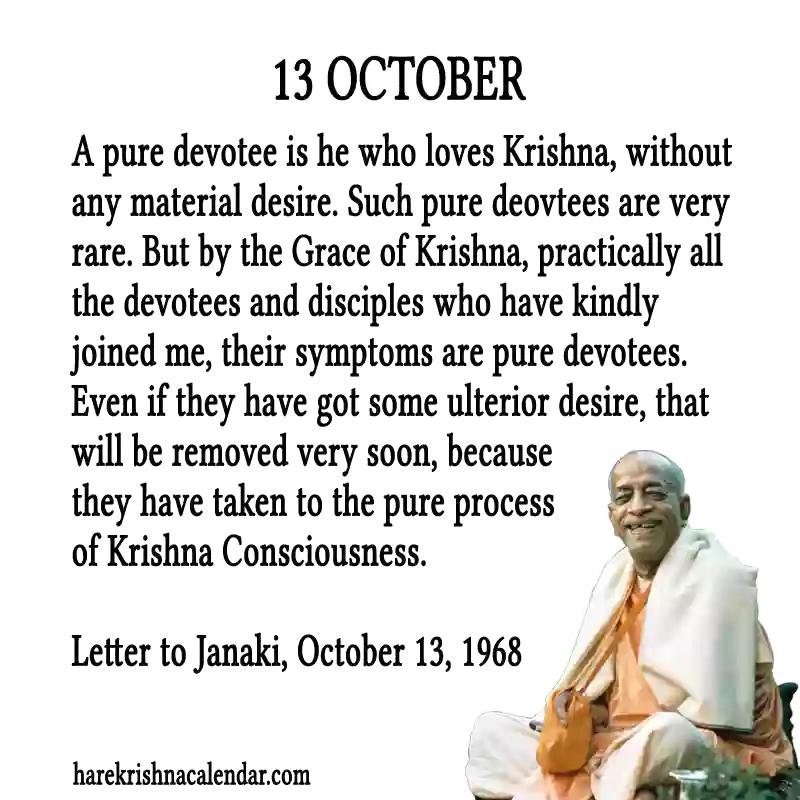 13 OCTOBER
A pure devotee is he who loves Krishna, without
any material desire. Such pure deovtees are very
rare. But by the Grace of Krishna, practically all
the devotees and disciples who have kindly
joined me, their symptoms are pure devotees.
Even if they have got some ulterior desire, that
will be removed very soon, because
they have taken to the pure process
of Krishna Consciousness.
Letter to Janaki, October 13, 1968
harekrishnacalendar.com